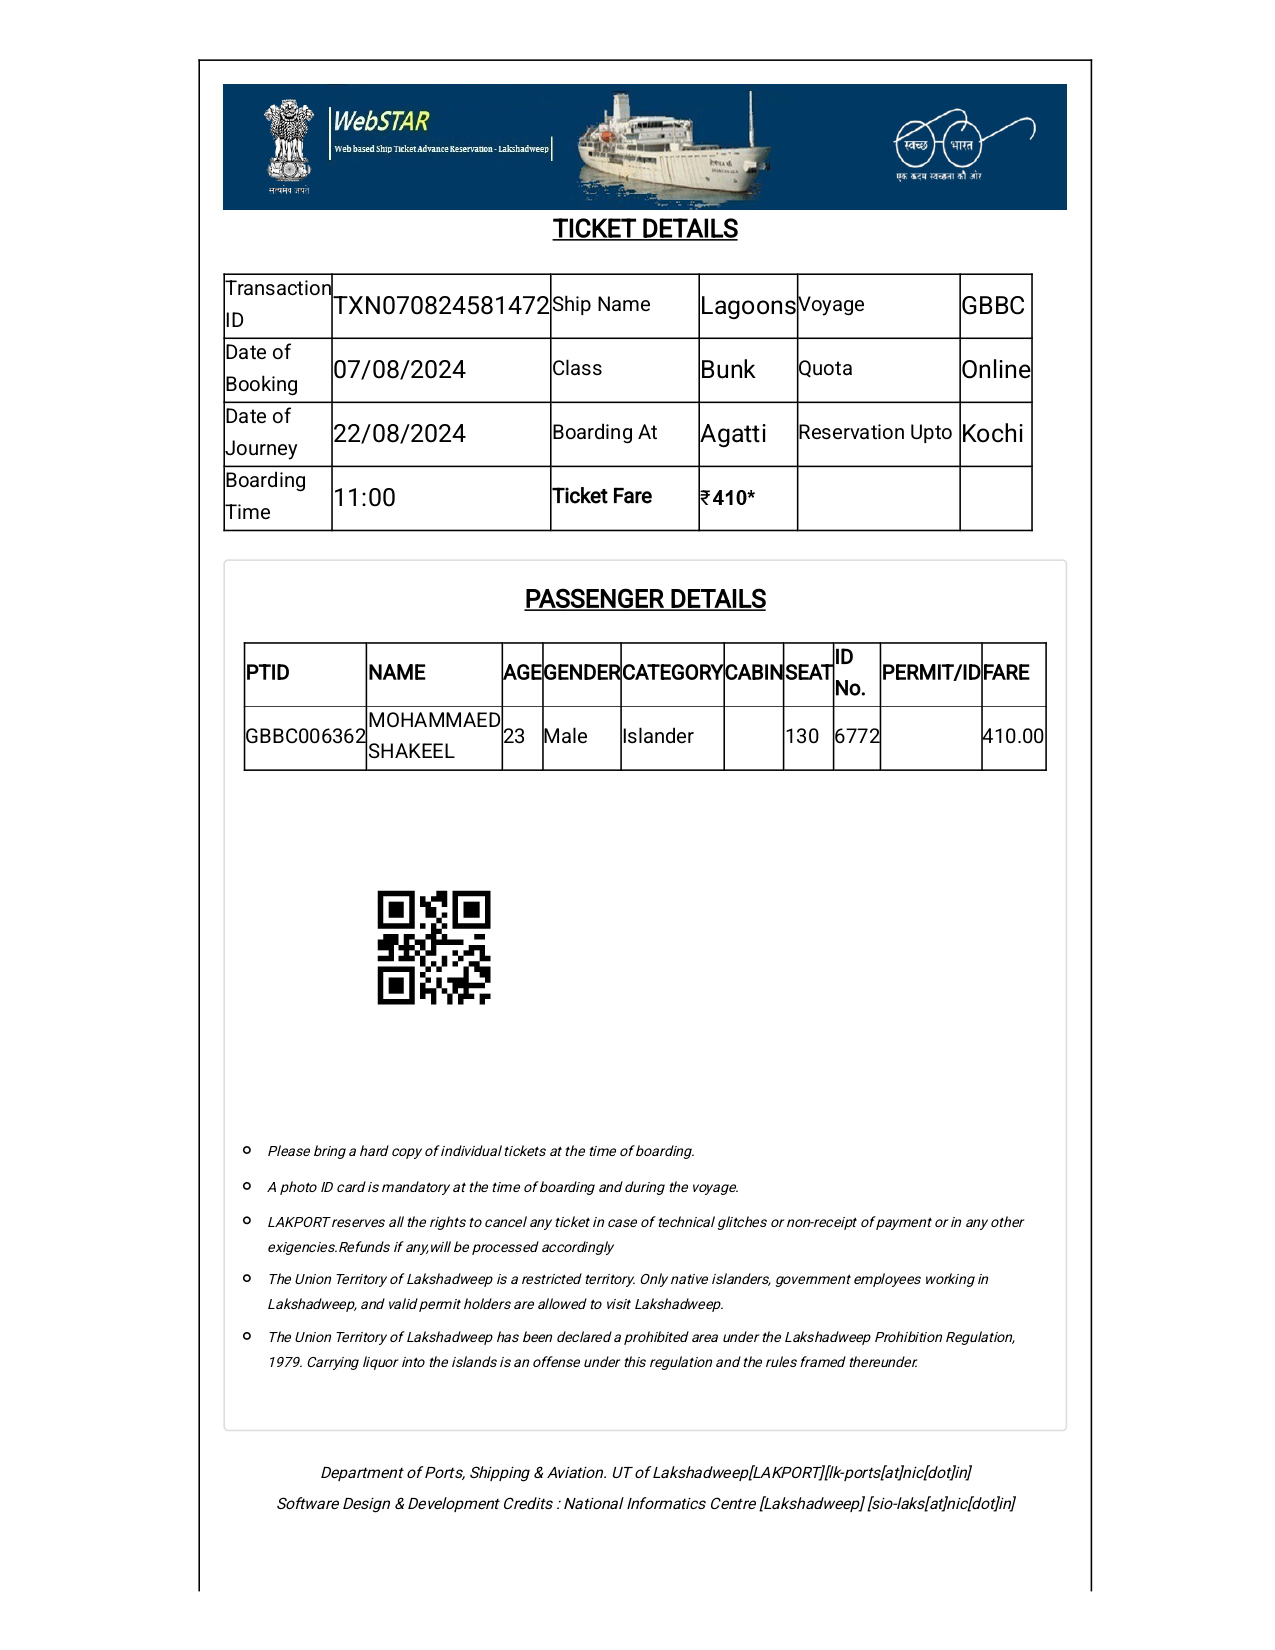 सत्यमेव जयते
WebSTAR
Web based Ship Ticket Advance Reservation - Lakshadweep
स्वच्छ भारत
एक कदम स्वच्छता की ओर
TICKET DETAILS
Transaction ID TXN070824581472 Ship Name Lagoons Voyage GBBC
Date of Booking 07/08/2024 Class Bunk Quota Online
Date of Journey 22/08/2024 Boarding At Agatti Reservation Upto Kochi
Boarding Time 11:00 Ticket Fare ₹410*
PASSENGER DETAILS
PTID NAME AGE GENDER CATEGORY CABIN SEAT ID No. PERMIT/ID FARE
GBBC006362 MOHAMMAED SHAKEEL 23 Male Islander 130 6772 410.00
Please bring a hard copy of individual tickets at the time of boarding.
A photo ID card is mandatory at the time of boarding and during the voyage.
LAKPORT reserves all the rights to cancel any ticket in case of technical glitches or non-receipt of payment or in any other
exigencies.Refunds if any,will be processed accordingly
The Union Territory of Lakshadweep is a restricted territory. Only native islanders, government employees working in
Lakshadweep, and valid permit holders are allowed to visit Lakshadweep.
The Union Territory of Lakshadweep has been declared a prohibited area under the Lakshadweep Prohibition Regulation,
1979. Carrying liquor into the islands is an offense under this regulation and the rules framed thereunder.
Department of Ports, Shipping & Aviation. UT of Lakshadweep[LAKPORT][lk-ports[at]nic[dot]in]
Software Design & Development Credits : National Informatics Centre [Lakshadweep] [sio-laks[at]nic[dot]in]